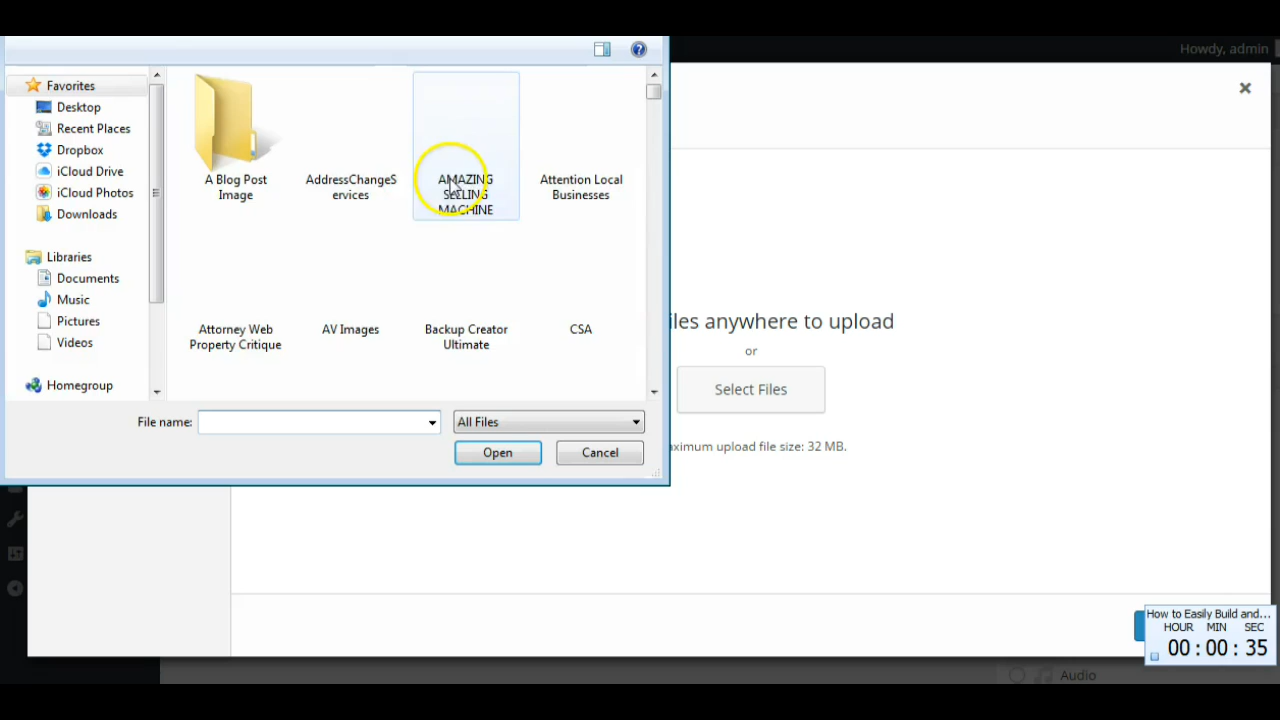 Howdy, admin
Favorites
Desktop
Recent Places
Dropbox
iCloud Drive
iCloud Photos
Downloads
Libraries
Documents
Music
Pictures
Videos
Homegroup
A Blog Post
Image
AddressChangeS
ervices
AMAZING
SELLING
MACHINE
Attention Local
Businesses
Attorney Web
Property Critique
AV Images
Backup Creator
Ultimate
CSA
File name:
All Files
Open
Cancel
iles anywhere to upload
or
Select Files
aximum upload file size: 32 MB.
How to Easily Build and...
HOUR MIN SEC
00:00:35
Audio